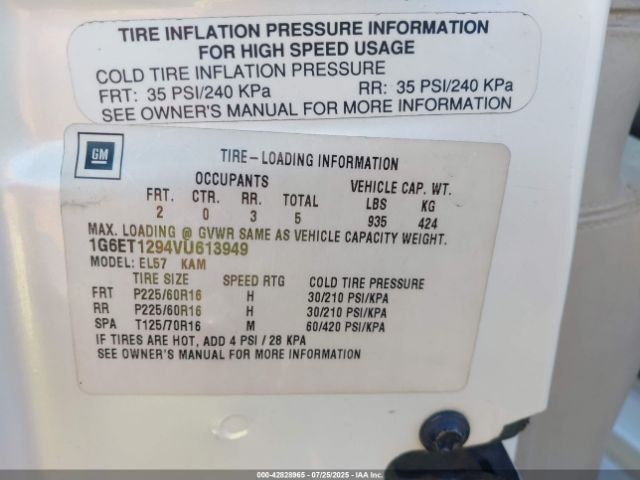 TIRE INFLATION PRESSURE INFORMATION
FOR HIGH SPEED USAGE
COLD TIRE INFLATION PRESSURE
FRT: 35 PSI/240 KPa RR: 35 PSI/240 KPa
SEE OWNER'S MANUAL FOR MORE INFORMATION
GM
TIRE-LOADING INFORMATION
OCCUPANTS VEHICLE CAP. WT.
FRT. CTR. RR. TOTAL LBS KG
2 0 3 5 935 424
MAX. LOADING @ GVWR SAME AS VEHICLE CAPACITY WEIGHT.
1G6ET1294VU613949
MODEL: EL57 KAM
TIRE SIZE SPEED RTG COLD TIRE PRESSURE
FRT P225/60R16 H 30/210 PSI/KPA
RR P225/60R16 H 30/210 PSI/KPA
SPA T125/70R16 M 60/420 PSI/KPA
IF TIRES ARE HOT, ADD 4 PSI / 28 KPA
SEE OWNER'S MANUAL FOR MORE INFORMATION
000-42828965 - 07/25/2025 - IAAI.com